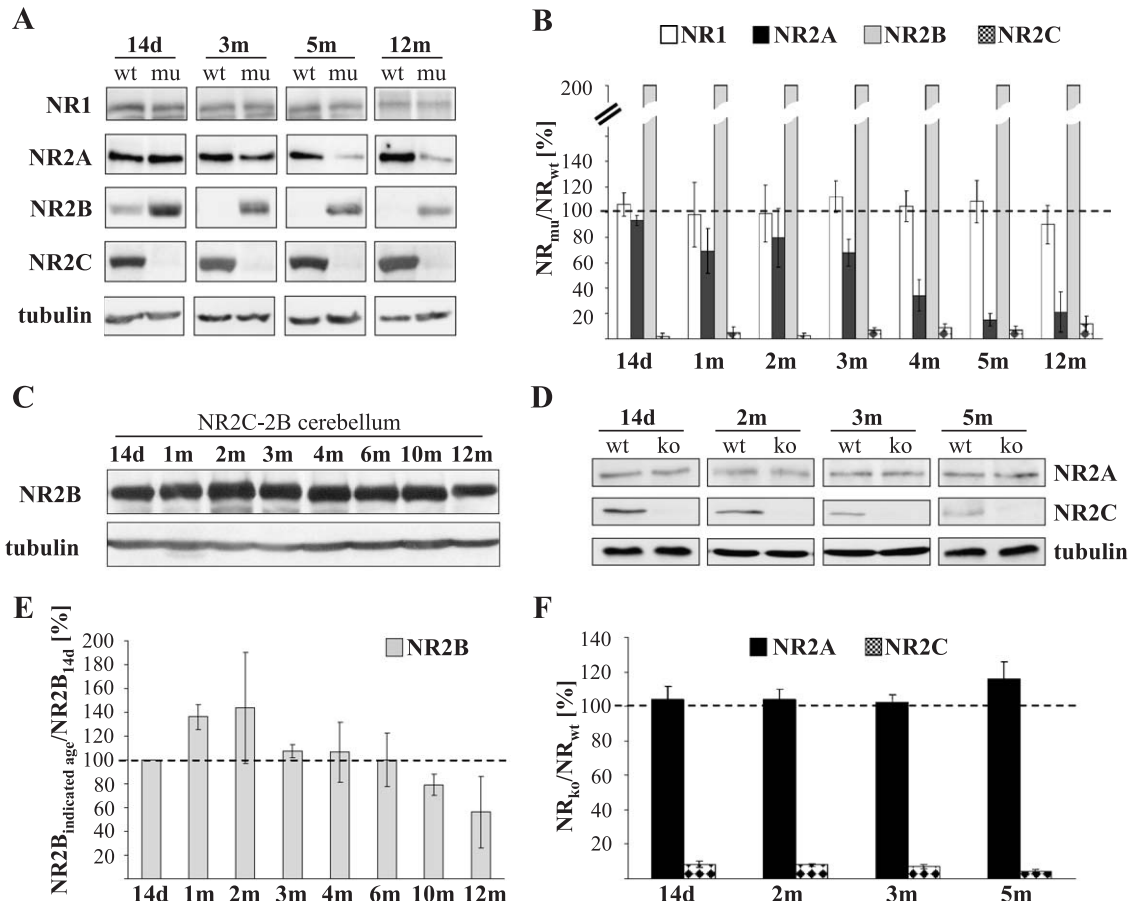 A
14d 3m 5m 12m
wt mu wt mu wt mu wt mu
NR1
NR2A
NR2B
NR2C
tubulin
B
NR1 NR2A NR2B NR2C
NRmu/NRwt [%]
200
140
120
100
80
60
40
20
14d 1m 2m 3m 4m 5m 12m
C
NR2C-2B cerebellum
14d 1m 2m 3m 4m 6m 10m 12m
NR2B
tubulin
D
14d 2m 3m 5m
wt ko wt ko wt ko wt ko
NR2A
NR2C
tubulin
E
NR2Bindicated age/NR2B14d [%]
NR2B
200
180
160
140
120
100
80
60
40
20
14d 1m 2m 3m 4m 6m 10m 12m
F
NRko/NRwt [%]
NR2A NR2C
140
120
100
80
60
40
20
14d 2m 3m 5m